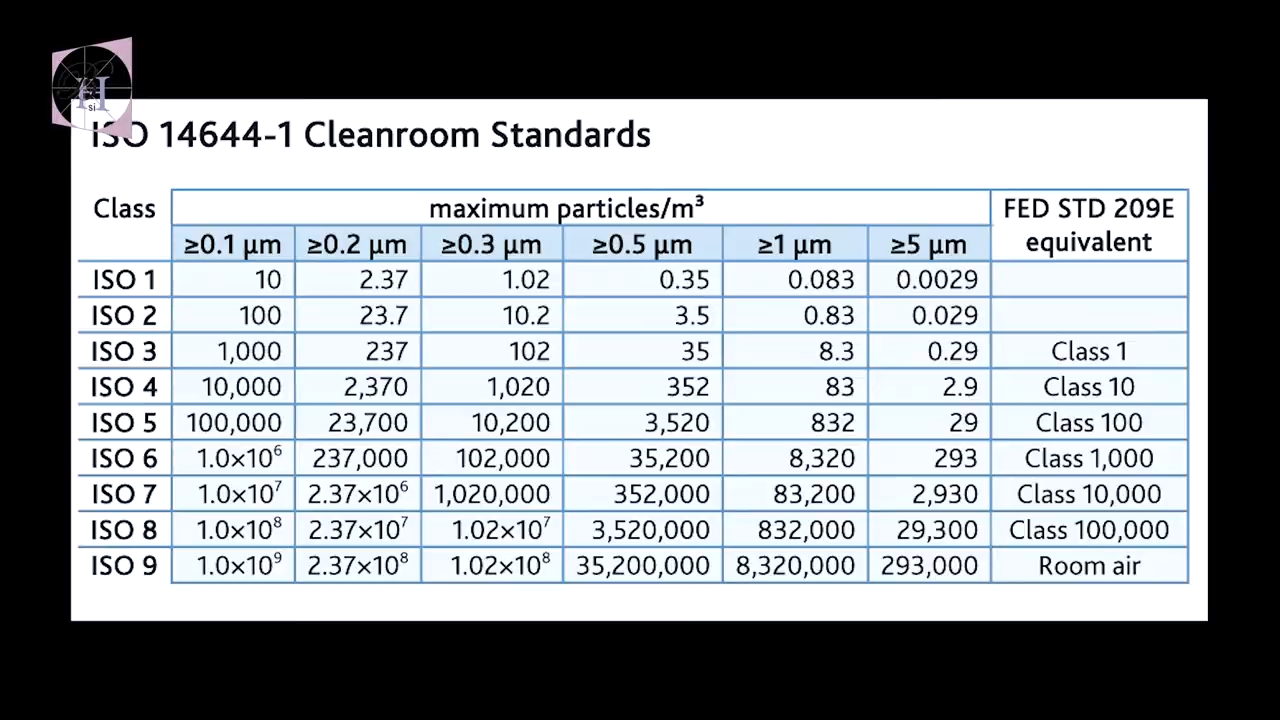 H
si
ISO 14644-1 Cleanroom Standards
Class maximum particles/m³ FED STD 209E equivalent
≥0.1 µm ≥0.2 µm ≥0.3 µm ≥0.5 µm ≥1 µm ≥5 µm
ISO 1 10 2.37 1.02 0.35 0.083 0.0029
ISO 2 100 23.7 10.2 3.5 0.83 0.029
ISO 3 1,000 237 102 35 8.3 0.29 Class 1
ISO 4 10,000 2,370 1,020 352 83 2.9 Class 10
ISO 5 100,000 23,700 10,200 3,520 832 29 Class 100
ISO 6 1.0×10⁶ 237,000 102,000 35,200 8,320 293 Class 1,000
ISO 7 1.0×10⁷ 2.37×10⁶ 1,020,000 352,000 83,200 2,930 Class 10,000
ISO 8 1.0×10⁸ 2.37×10⁷ 1.02×10⁷ 3,520,000 832,000 29,300 Class 100,000
ISO 9 1.0×10⁹ 2.37×10⁸ 1.02×10⁸ 35,200,000 8,320,000 293,000 Room air